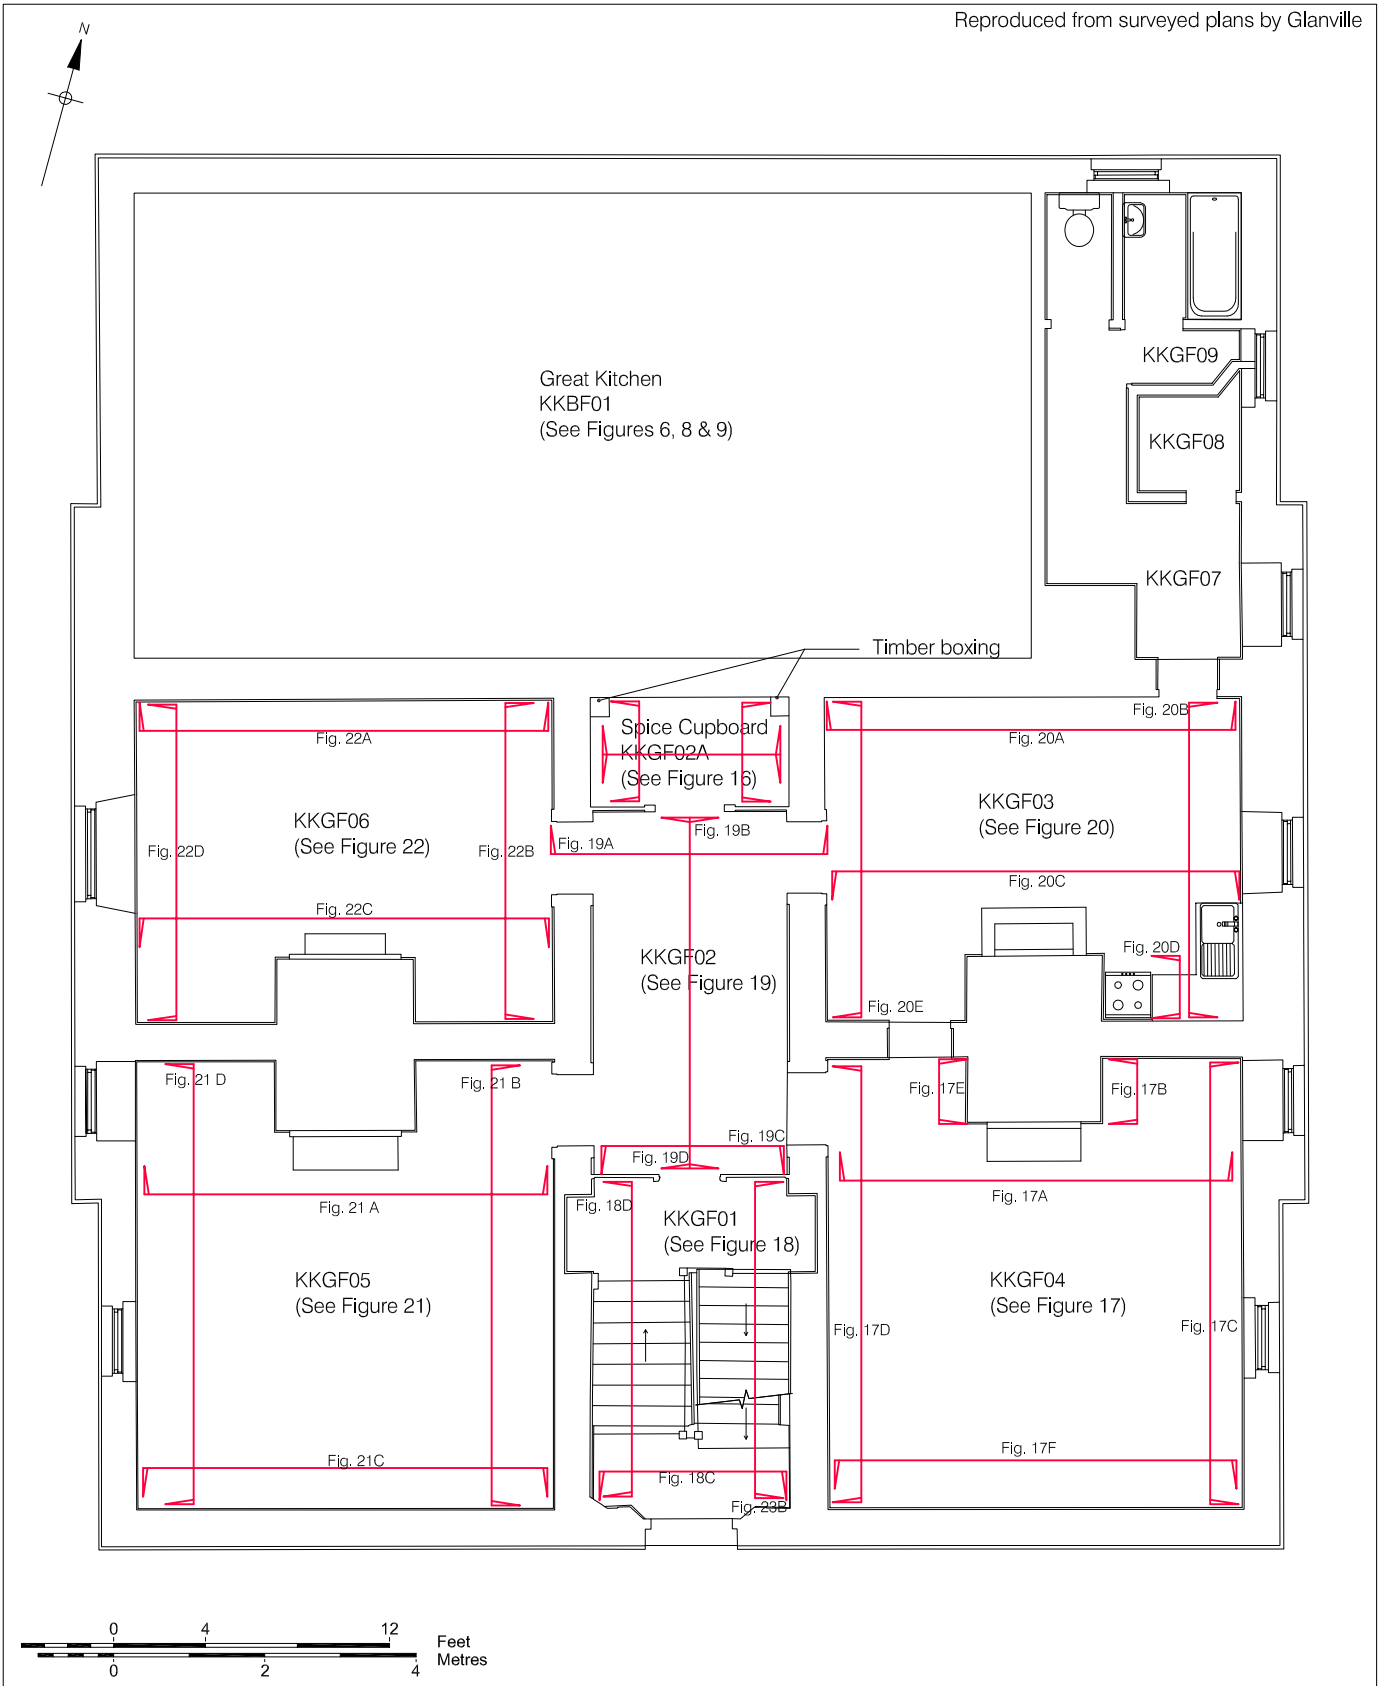 Reproduced from surveyed plans by Glanville
N
Great Kitchen
KKBF01
(See Figures 6, 8 & 9)
KKGF09
KKGF08
KKGF07
Timber boxing
Fig. 22A
Spice Cupboard
KKGF02A
(See Figure 16)
Fig. 20B
Fig. 20A
KKGF06
(See Figure 22)
Fig. 22D
Fig. 22B
Fig. 19B
Fig. 19A
KKGF03
(See Figure 20)
Fig. 20C
Fig. 22C
KKGF02
(See Figure 19)
Fig. 20D
Fig. 20E
Fig. 21 D
Fig. 21 B
Fig. 17E
Fig. 17B
Fig. 19C
Fig. 19D
Fig. 21 A
Fig. 18D
KKGF01
(See Figure 18)
Fig. 17A
KKGF05
(See Figure 21)
KKGF04
(See Figure 17)
Fig. 17D
Fig. 17C
Fig. 21C
Fig. 18C
Fig. 23B
Fig. 17F
0 4 12
Feet
Metres
0 2 4